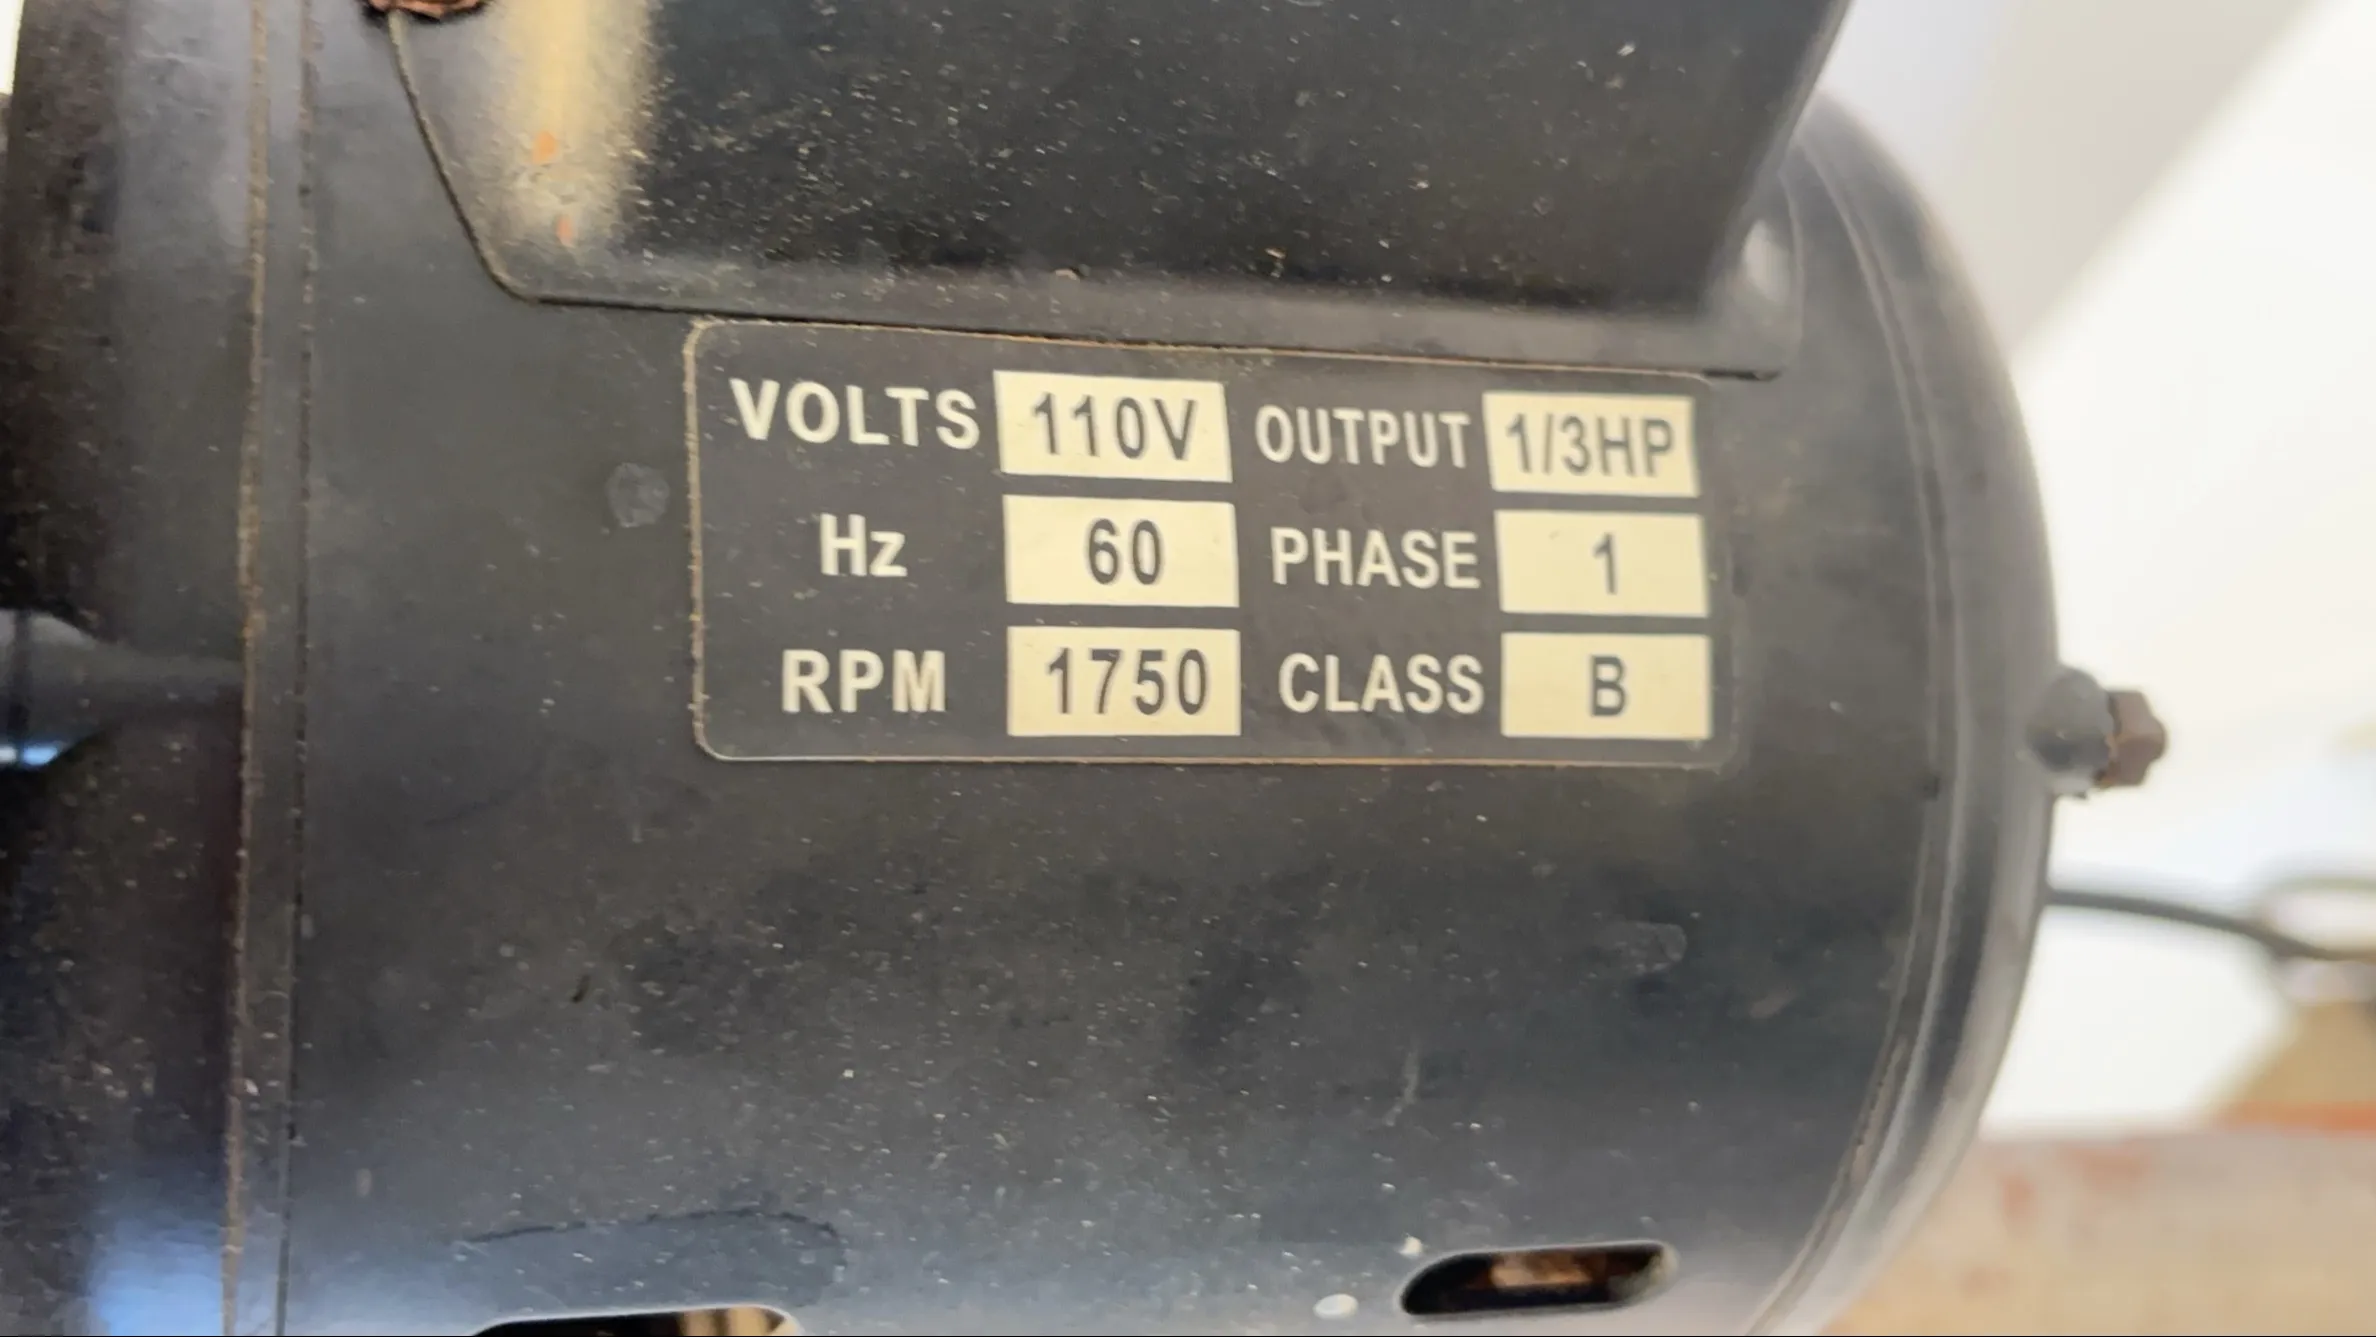 VOLTS 110V OUTPUT 1/3HP
Hz 60 PHASE 1
RPM 1750 CLASS B